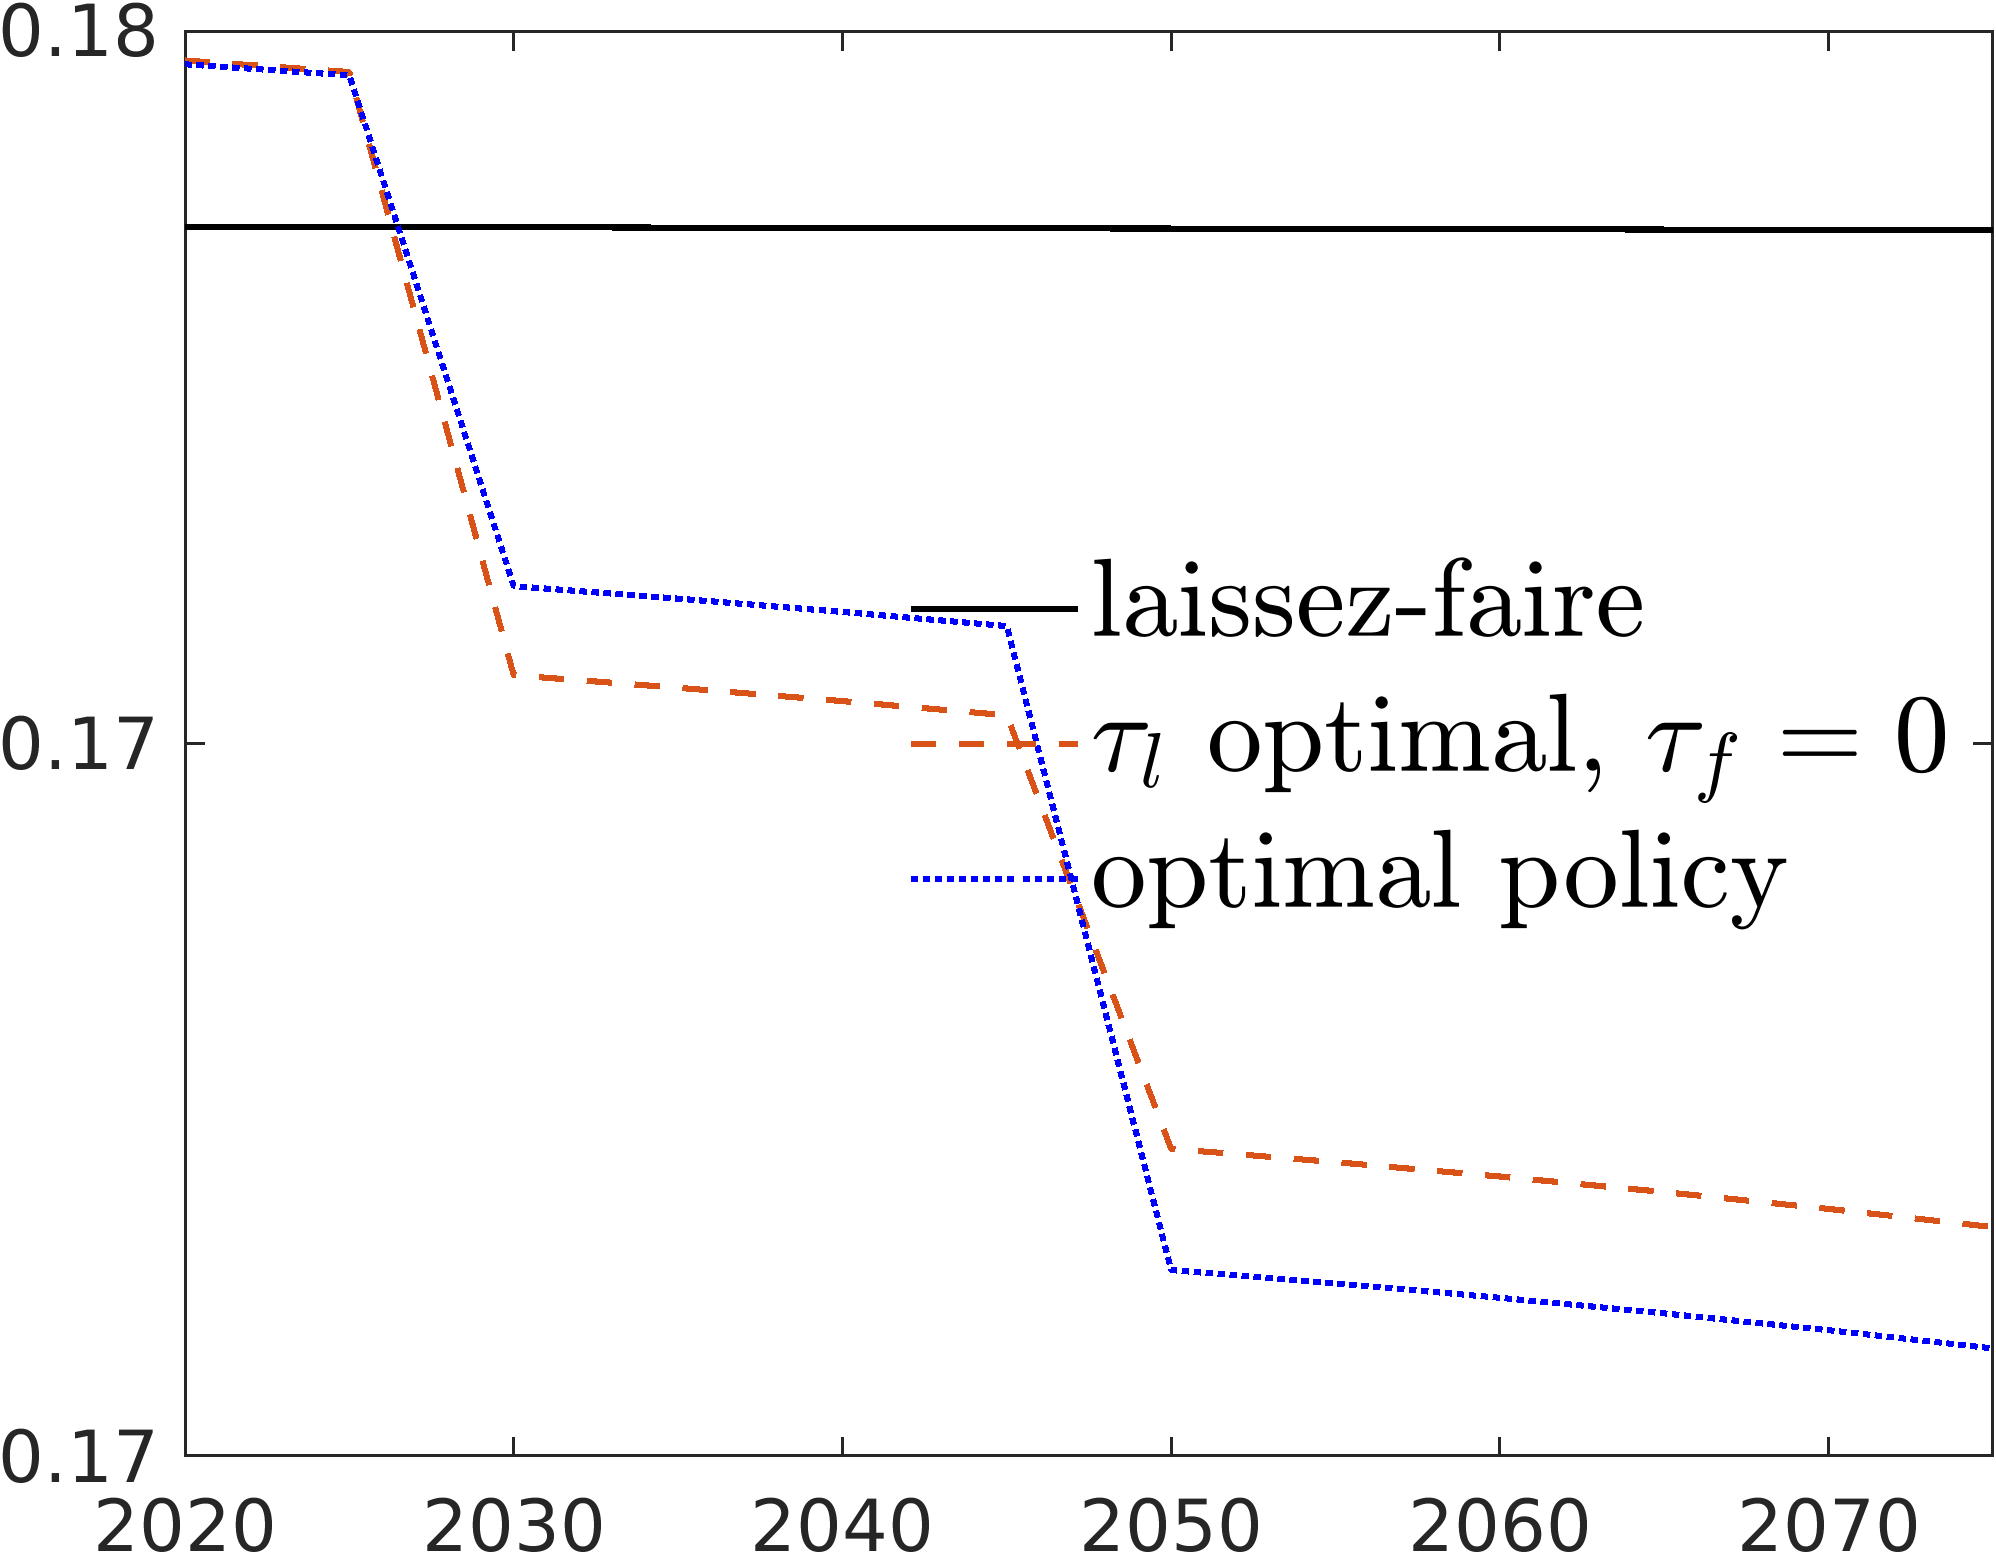 0.18
laissez-faire
0.17
τ_l optimal, τ_f = 0
optimal policy
0.17
2020 2030 2040 2050 2060 2070